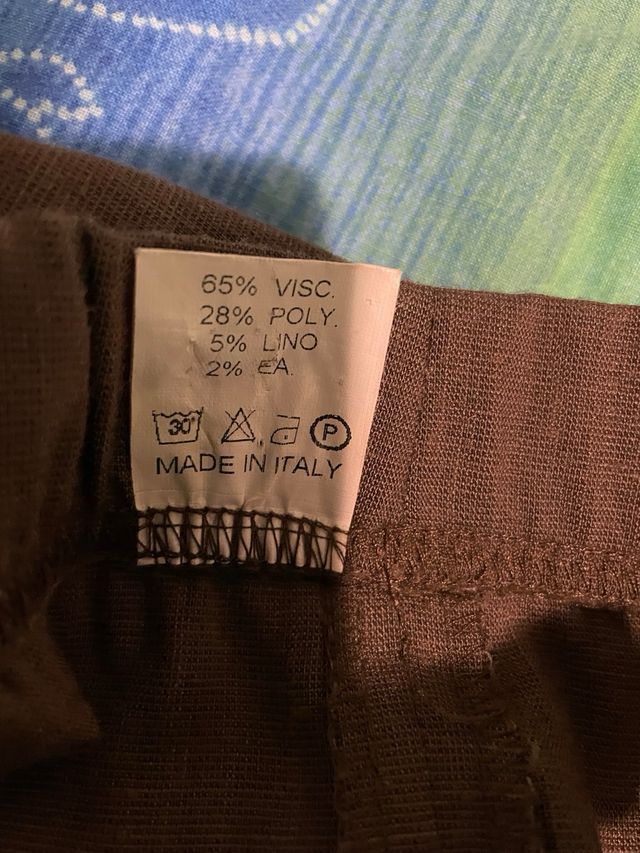 65% VISC.
28% POLY.
5% LINO
2% EA.
30° P
MADE IN ITALY